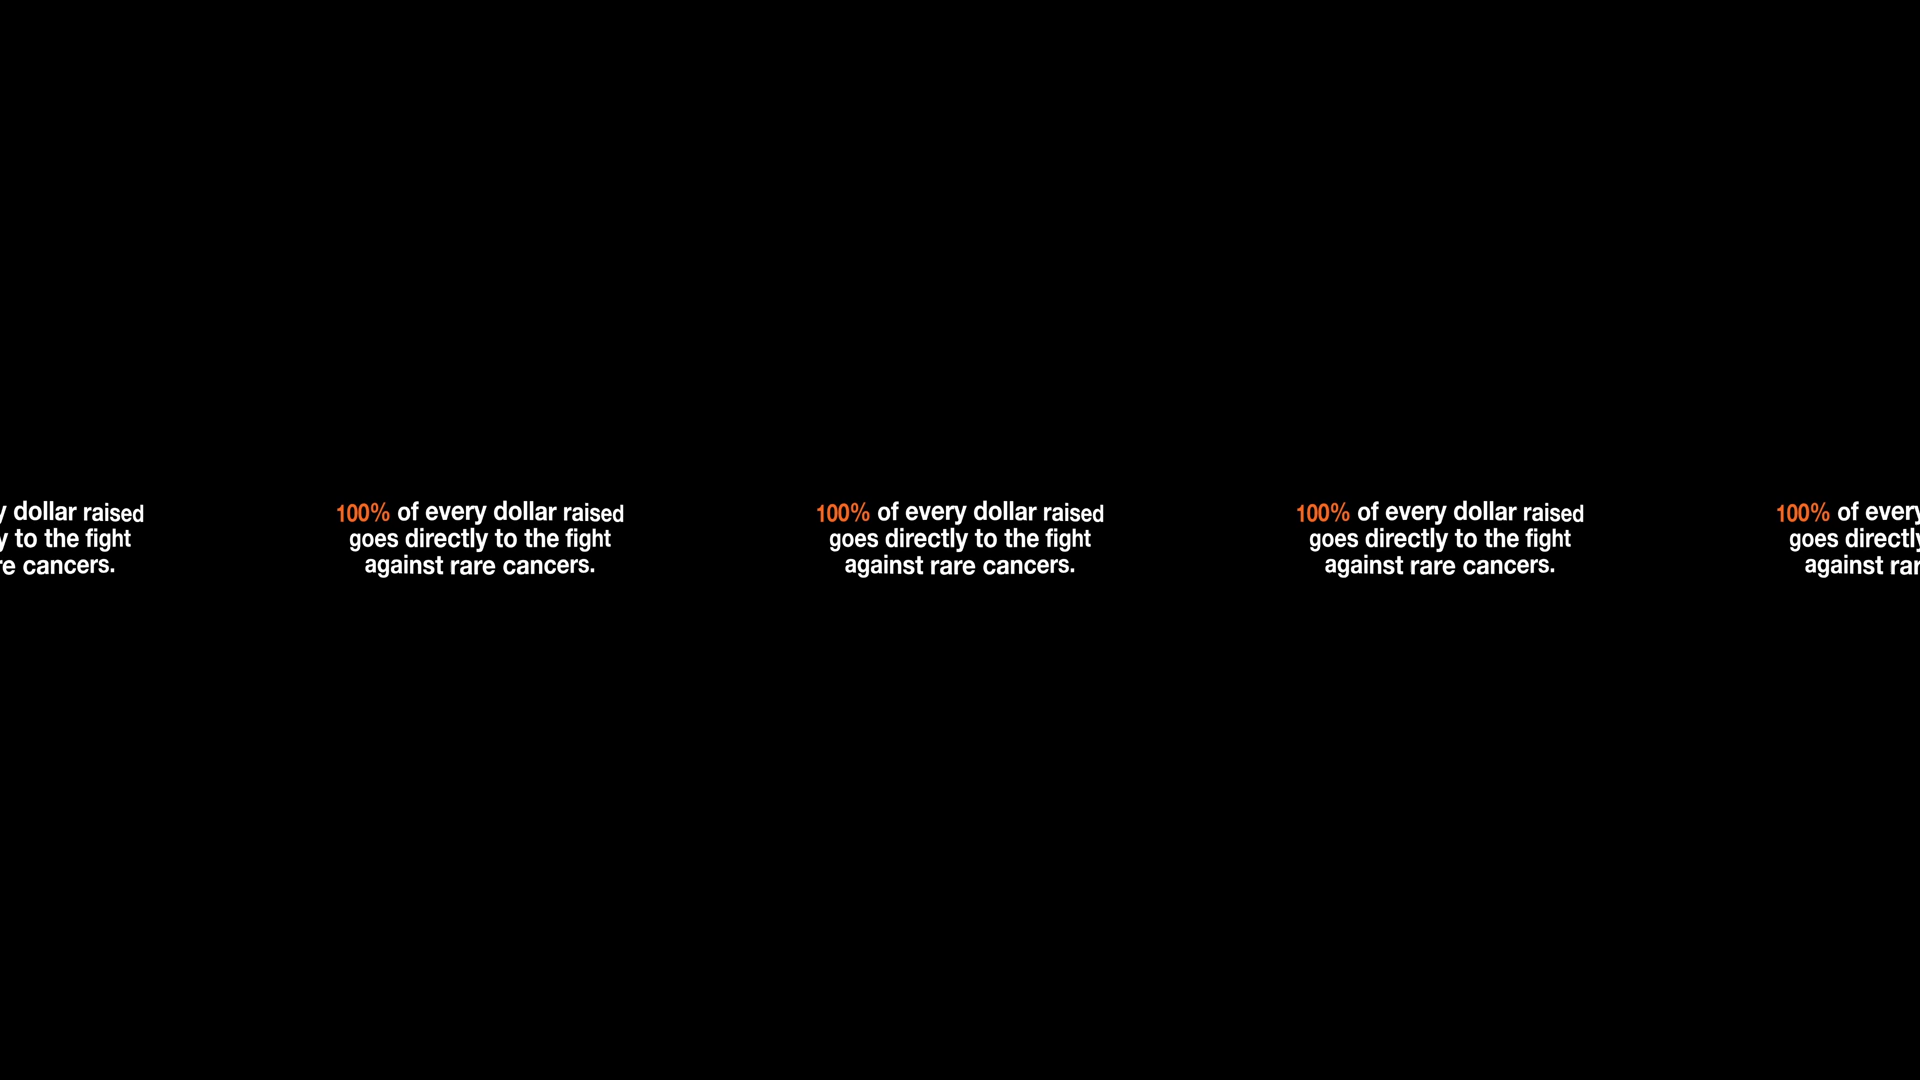 y dollar raised
y to the fight
re cancers.
100% of every dollar raised
goes directly to the fight
against rare cancers.
100% of every dollar raised
goes directly to the fight
against rare cancers.
100% of every dollar raised
goes directly to the fight
against rare cancers.
100% of every
goes directly
against rar